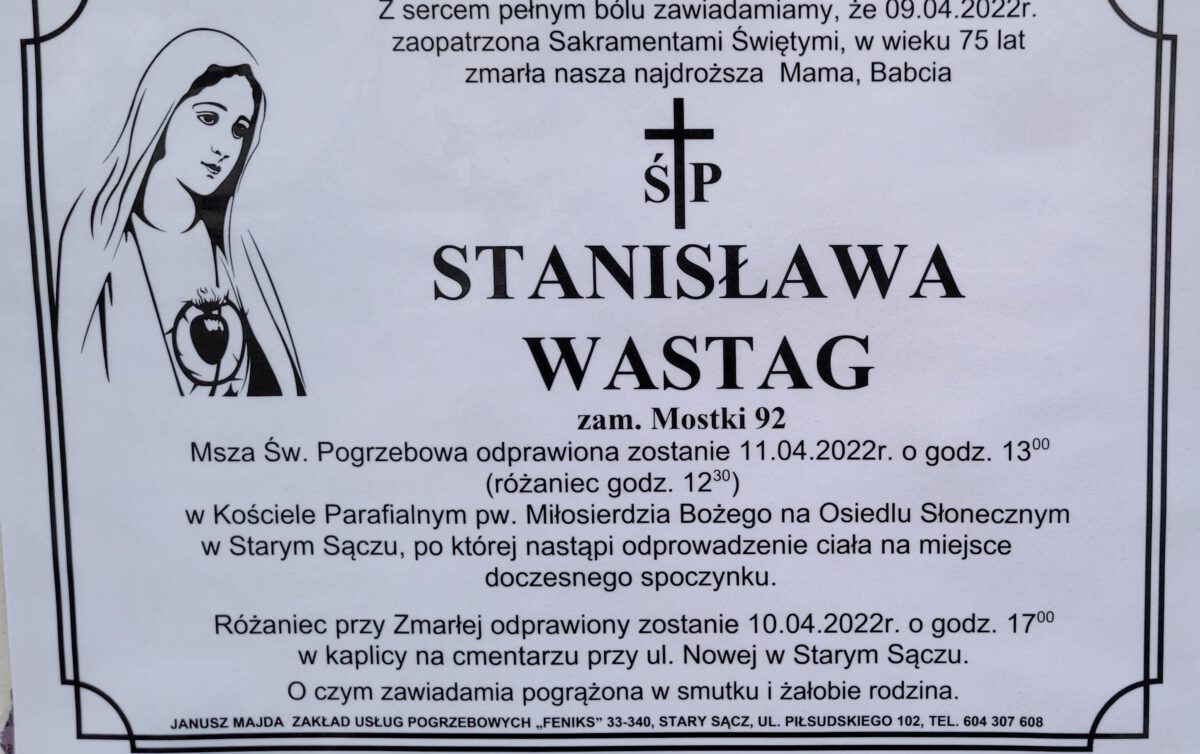 Z sercem pełnym bólu zawiadamiamy, że 09.04.2022r.
zaopatrzona Sakramentami Świętymi, w wieku 75 lat
zmarła nasza najdroższa Mama, Babcia
Ś P
STANISŁAWA
WASTAG
zam. Mostki 92
Msza Św. Pogrzebowa odprawiona zostanie 11.04.2022r. o godz. 13⁰⁰
(różaniec godz. 12³⁰)
w Kościele Parafialnym pw. Miłosierdzia Bożego na Osiedlu Słonecznym
w Starym Sączu, po której nastąpi odprowadzenie ciała na miejsce
doczesnego spoczynku.
Różaniec przy Zmarłej odprawiony zostanie 10.04.2022r. o godz. 17⁰⁰
w kaplicy na cmentarzu przy ul. Nowej w Starym Sączu.
O czym zawiadamia pogrążona w smutku i żałobie rodzina.
JANUSZ MAJDA ZAKŁAD USŁUG POGRZEBOWYCH „FENIKS” 33-340, STARY SĄCZ, UL. PIŁSUDSKIEGO 102, TEL. 604 307 608